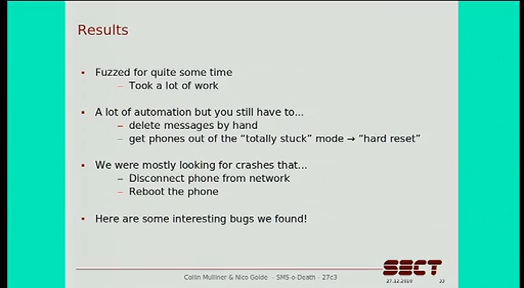 Results
Fuzzed for quite some time
– Took a lot of work
A lot of automation but you still have to...
– delete messages by hand
– get phones out of the "totally stuck" mode → "hard reset"
We were mostly looking for crashes that...
– Disconnect phone from network
– Reboot the phone
Here are some interesting bugs we found!
Collin Mulliner & Nico Golde - SMS-o-Death - 27c3
SECT
27.12.2010 22